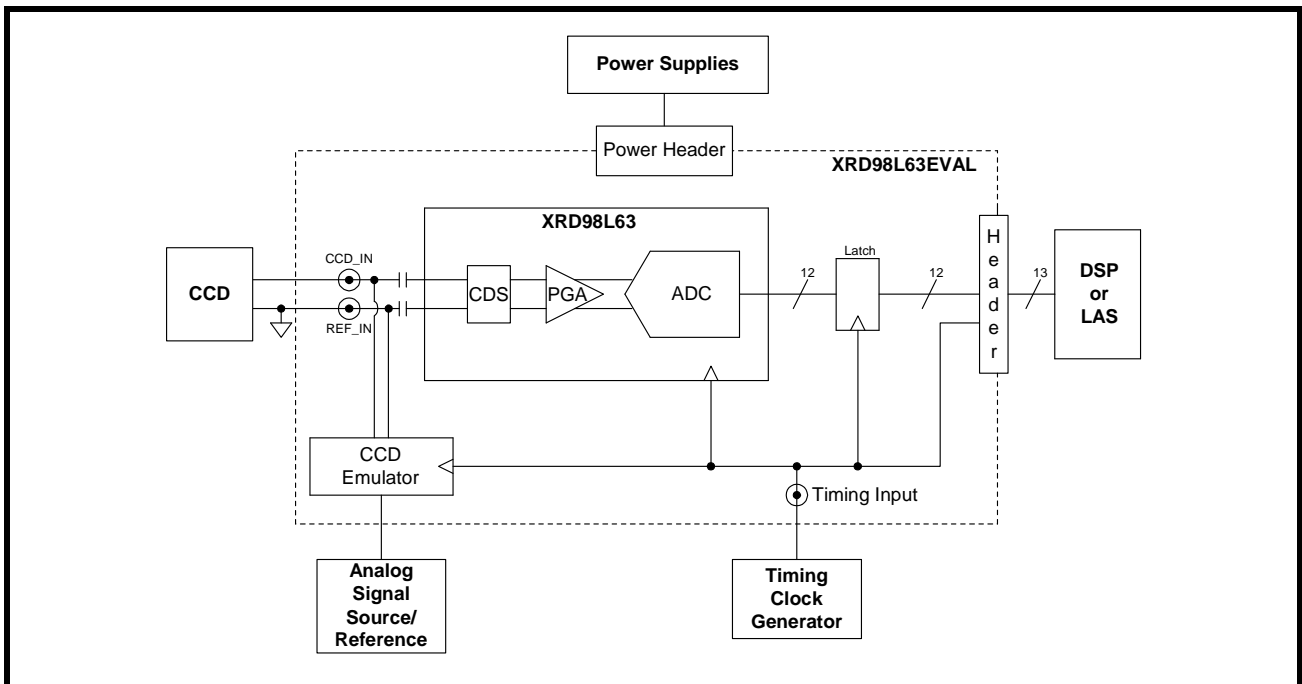 Power Supplies
Power Header
XRD98L63EVAL
XRD98L63
CCD
CCD_IN
REF_IN
CDS
PGA
ADC
12
Latch
12
Header
13
DSP
or
LAS
CCD
Emulator
Timing Input
Analog
Signal
Source/
Reference
Timing
Clock
Generator